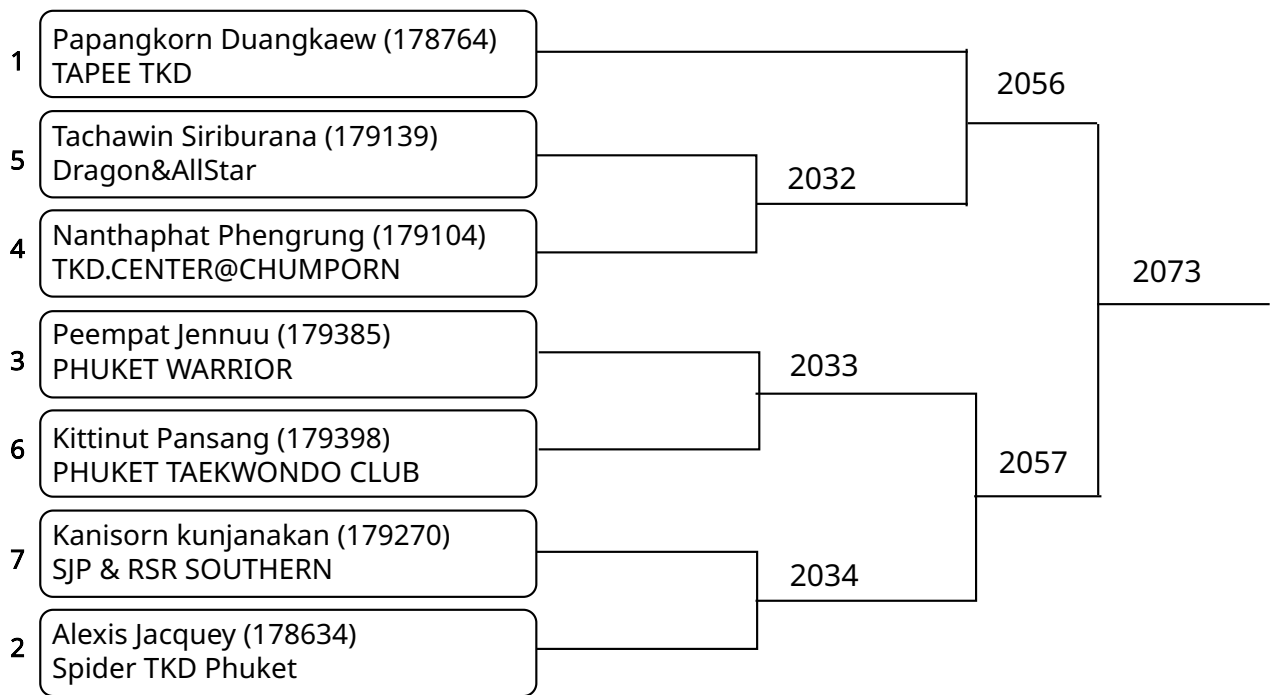 1
Papangkorn Duangkaew (178764)
TAPEE TKD
2056
5
Tachawin Siriburana (179139)
Dragon&AllStar
2032
4
Nanthaphat Phengrung (179104)
TKD.CENTER@CHUMPORN
2073
3
Peempat Jennuu (179385)
PHUKET WARRIOR
2033
6
Kittinut Pansang (179398)
PHUKET TAEKWONDO CLUB
2057
7
Kanisorn kunjanakan (179270)
SJP & RSR SOUTHERN
2034
2
Alexis Jacquey (178634)
Spider TKD Phuket